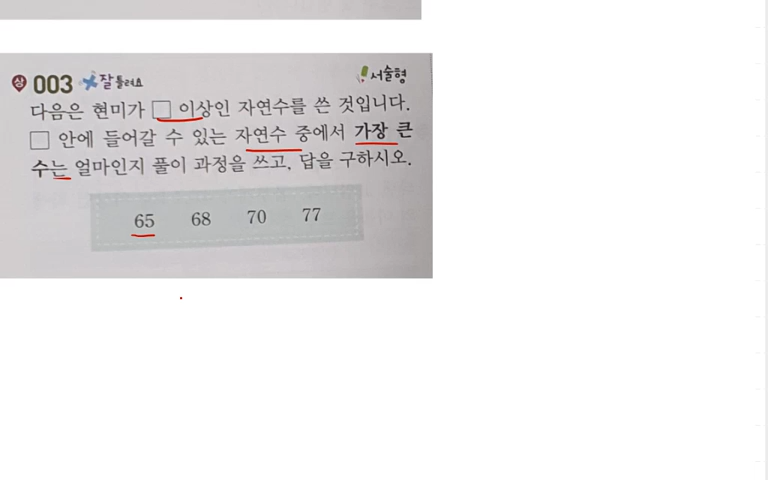 상 003 잘 틀려요 서술형
다음은 현미가 □ 이상인 자연수를 쓴 것입니다.
□ 안에 들어갈 수 있는 자연수 중에서 가장 큰
수는 얼마인지 풀이 과정을 쓰고, 답을 구하시오.
65 68 70 77